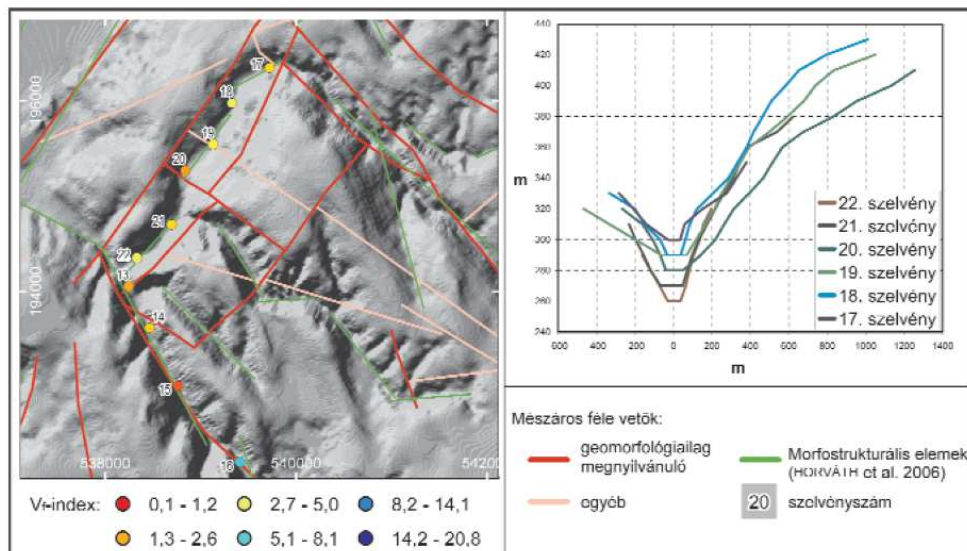 17
18
19
20
21
22
13
14
15
16
196000
194000
538000
540000
542000
Vf-index:
0,1 - 1,2
2,7 - 5,0
8,2 - 14,1
1,3 - 2,6
5,1 - 8,1
14,2 - 20,8
440
420
400
380
360
340
320
300
280
260
240
m
600 400 200 0 200 400 600 800 1000 1200 1400
m
22. szelvény
21. szelvóny
20. szelvény
19. szelvény
18. szelvény
17. szelvény
Mészáros féle vetők:
geomorfológiailag
megnyilvánuló
ogyéb
Morfostrukturális elemek
(HORVÁTH ct al. 2006)
20 szelvényszám